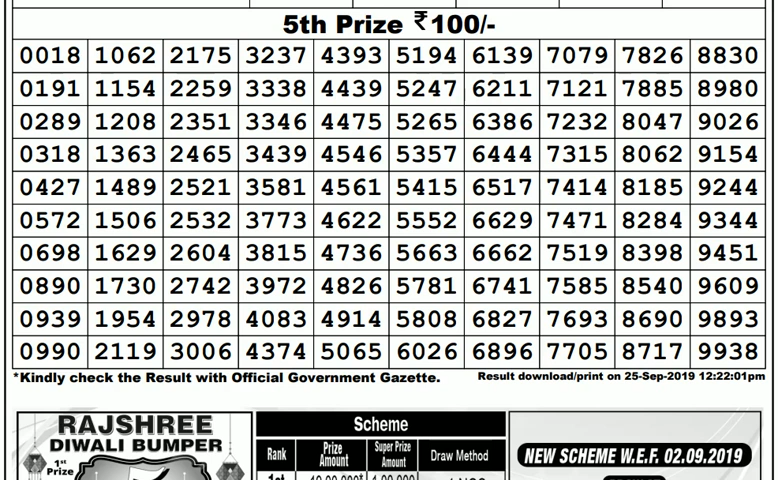 5th Prize ₹100/-
0018 1062 2175 3237 4393 5194 6139 7079 7826 8830
0191 1154 2259 3338 4439 5247 6211 7121 7885 8980
0289 1208 2351 3346 4475 5265 6386 7232 8047 9026
0318 1363 2465 3439 4546 5357 6444 7315 8062 9154
0427 1489 2521 3581 4561 5415 6517 7414 8185 9244
0572 1506 2532 3773 4622 5552 6629 7471 8284 9344
0698 1629 2604 3815 4736 5663 6662 7519 8398 9451
0890 1730 2742 3972 4826 5781 6741 7585 8540 9609
0939 1954 2978 4083 4914 5808 6827 7693 8690 9893
0990 2119 3006 4374 5065 6026 6896 7705 8717 9938
*Kindly check the Result with Official Government Gazette. Result download/print on 25-Sep-2019 12:22:01pm
RAJSHREE
DIWALI BUMPER
1st
Prize
Scheme
Rank Prize Amount Super Prize Amount Draw Method
NEW SCHEME W.E.F. 02.09.2019